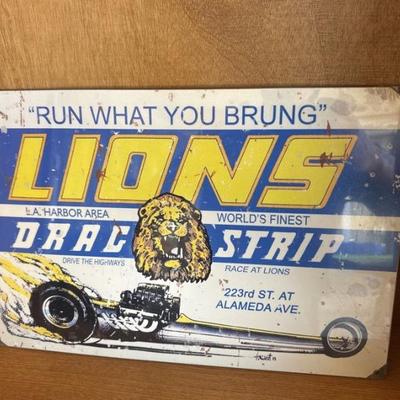 "RUN WHAT YOU BRUNG"
LIONS
L.A. HARBOR AREA
WORLD'S FINEST
DRAG STRIP
DRIVE THE HIGHWAYS
RACE AT LIONS
223rd ST. AT
ALAMEDA AVE.